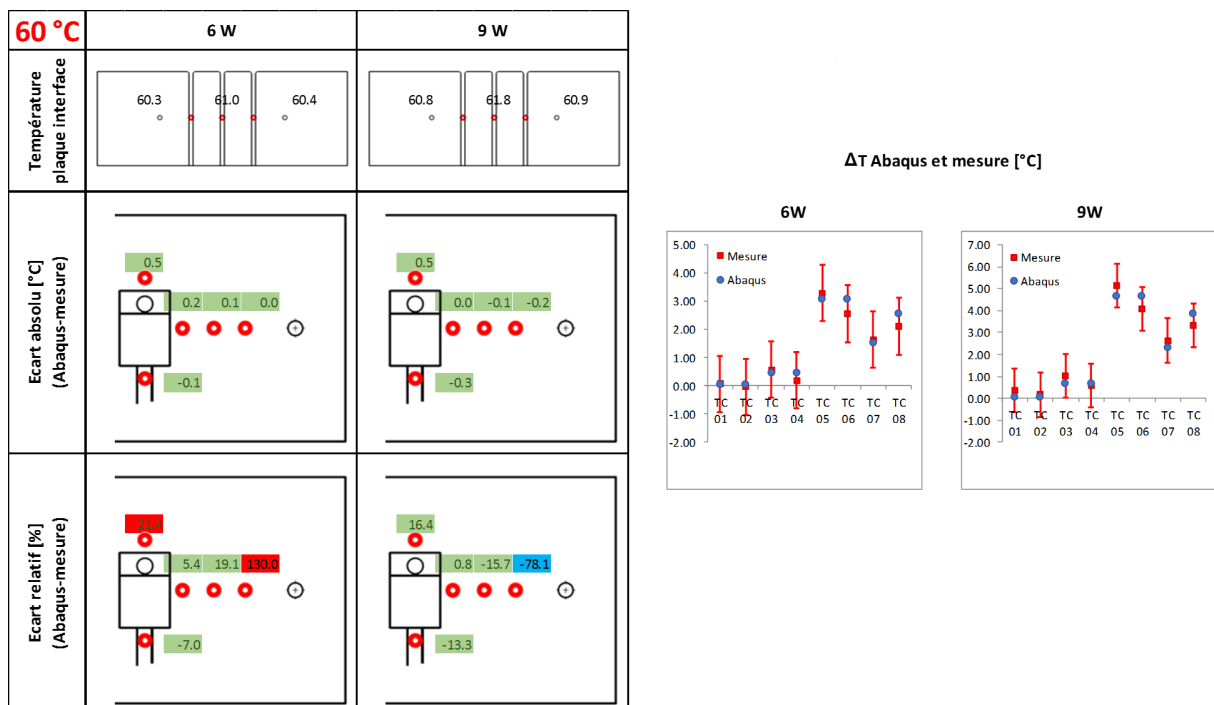 60 °C
6 W
9 W
Température
plaque interface
60.3
61.0
60.4
60.8
61.8
60.9
Ecart absolu [°C]
(Abaqus-mesure)
0.5
0.2 0.1 0.0
-0.1
0.5
0.0 -0.1 -0.2
-0.3
Ecart relatif [%]
(Abaqus-mesure)
21.4
5.4 19.1 130.0
-7.0
16.4
0.8 -15.7 -78.1
-13.3
ΔT Abaqus et mesure [°C]
6W
5.00
4.00
3.00
2.00
1.00
0.00
-1.00
-2.00
Mesure
Abaqus
TC TC TC TC TC TC TC TC
01 02 03 04 05 06 07 08
9W
7.00
6.00
5.00
4.00
3.00
2.00
1.00
0.00
-1.00
-2.00
Mesure
Abaqus
TC TC TC TC TC TC TC TC
01 02 03 04 05 06 07 08